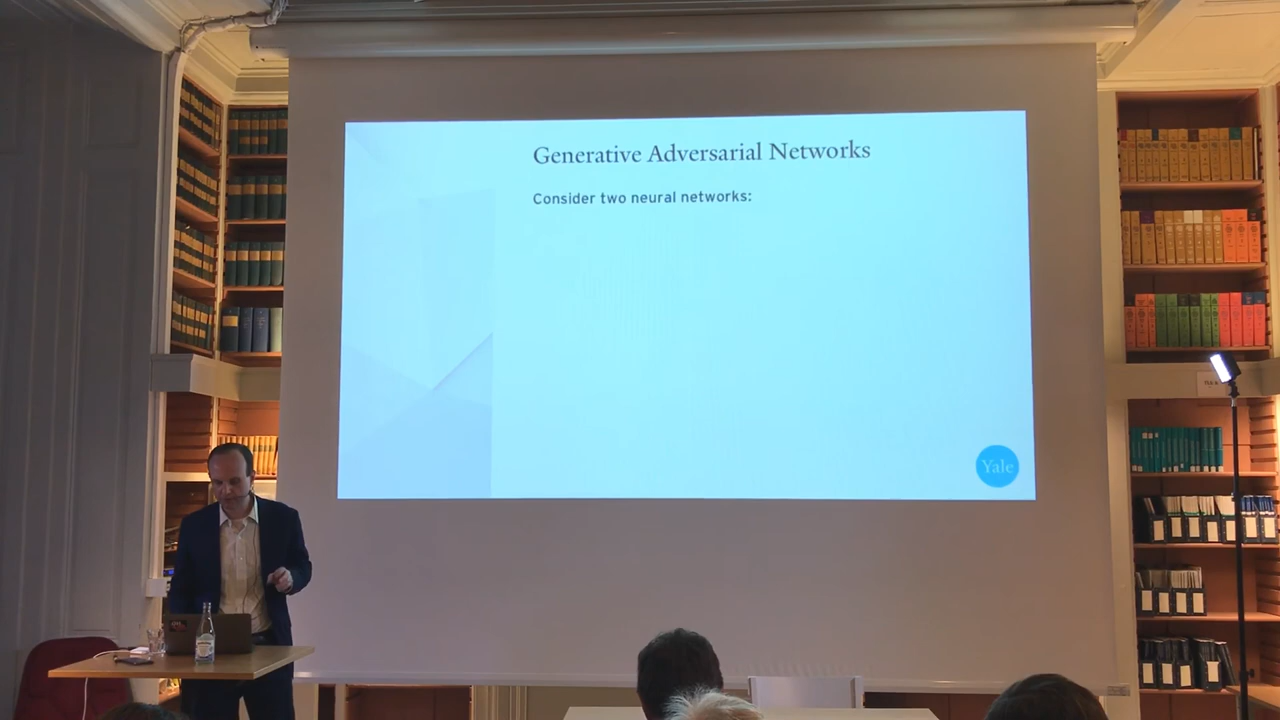 Generative Adversarial Networks
Consider two neural networks:
Yale